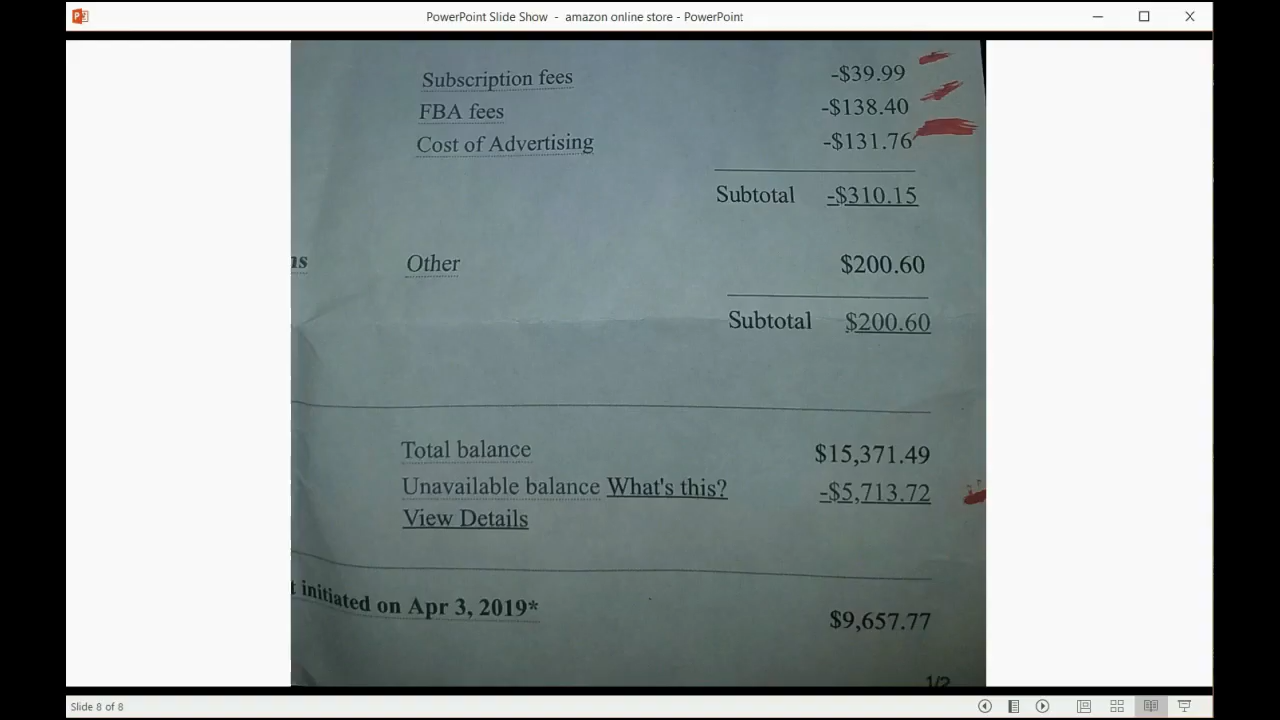 PowerPoint Slide Show - amazon online store - PowerPoint
Subscription fees -$39.99
FBA fees -$138.40
Cost of Advertising -$131.76
Subtotal -$310.15
Other $200.60
Subtotal $200.60
Total balance $15,371.49
Unavailable balance What's this? -$5,713.72
View Details
initiated on Apr 3, 2019* $9,657.77
1/2
Slide 8 of 8